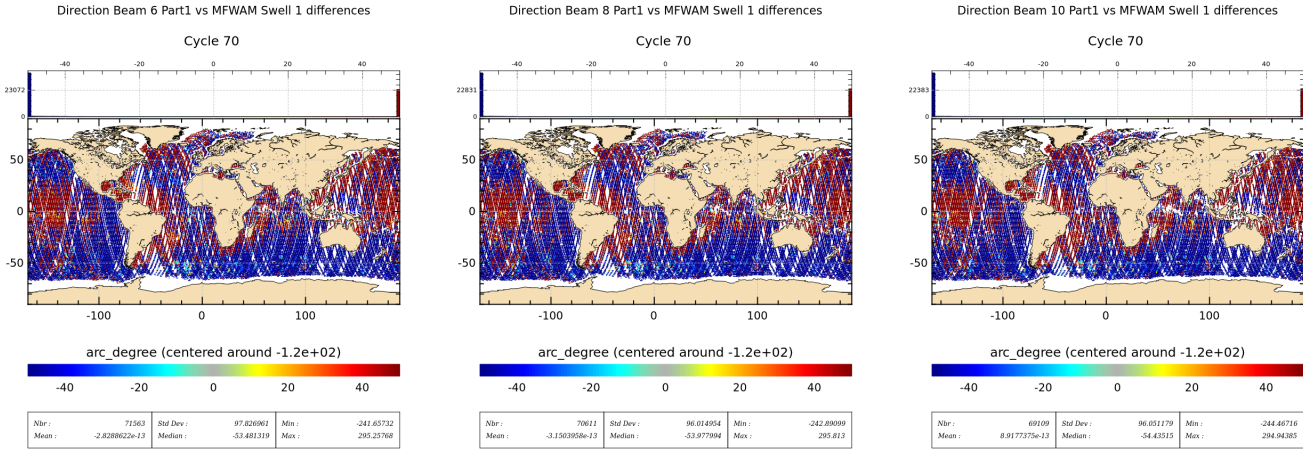 Direction Beam 6 Part1 vs MFWAM Swell 1 differences
Cycle 70
-40 -20 0 20 40
23072
0
50
0
-50
-100 0 100
arc_degree (centered around -1.2e+02)
-40 -20 0 20 40
Nbr : 71563 Std Dev : 97.826961 Min : -241.65732
Mean : -2.8288622e-13 Median : -53.481319 Max : 295.25768
Direction Beam 8 Part1 vs MFWAM Swell 1 differences
Cycle 70
-40 -20 0 20 40
22831
0
50
0
-50
-100 0 100
arc_degree (centered around -1.2e+02)
-40 -20 0 20 40
Nbr : 70611 Std Dev : 96.014954 Min : -242.89099
Mean : -3.1503958e-13 Median : -53.977994 Max : 295.813
Direction Beam 10 Part1 vs MFWAM Swell 1 differences
Cycle 70
-40 -20 0 20 40
22383
0
50
0
-50
-100 0 100
arc_degree (centered around -1.2e+02)
-40 -20 0 20 40
Nbr : 69109 Std Dev : 96.051179 Min : -244.46716
Mean : 8.9177375e-13 Median : -54.43515 Max : 294.94385